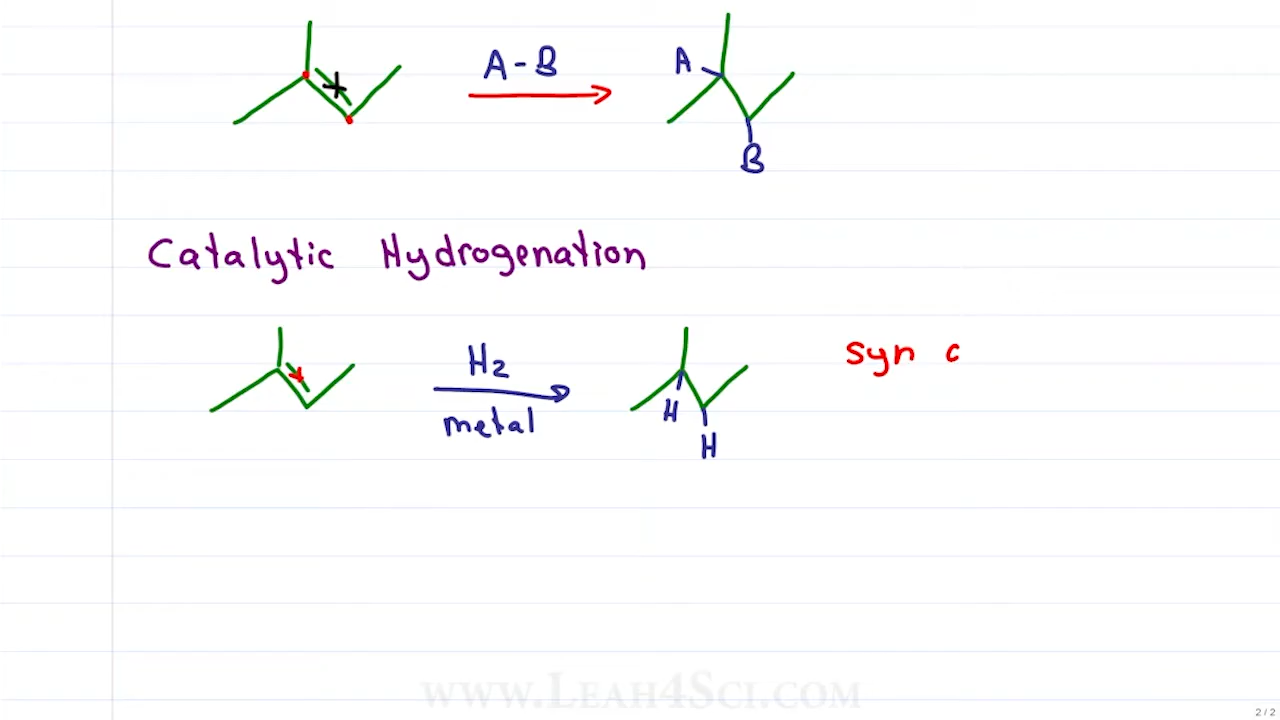 A-B
A
B
Catalytic Hydrogenation
H2
metal
H
H
syn
www.Leah4Sci.com
2/2